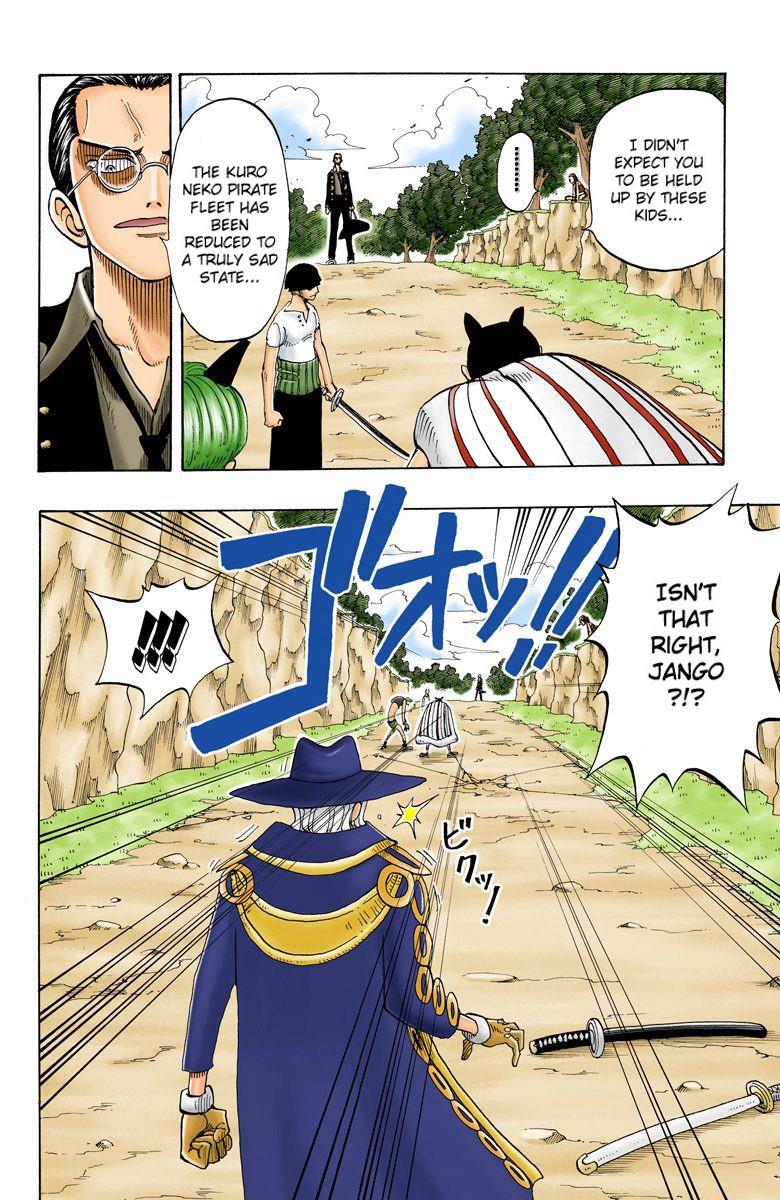 I DIDN'T
EXPECT YOU
TO BE HELD
UP BY THESE
KIDS...
THE KURO
NEKO PIRATE
FLEET HAS
BEEN
REDUCED TO
A TRULY SAD
STATE...
ISN'T
THAT
RIGHT,
JANGO
?!?
ゴオッ!!
!!!
ビクッ!